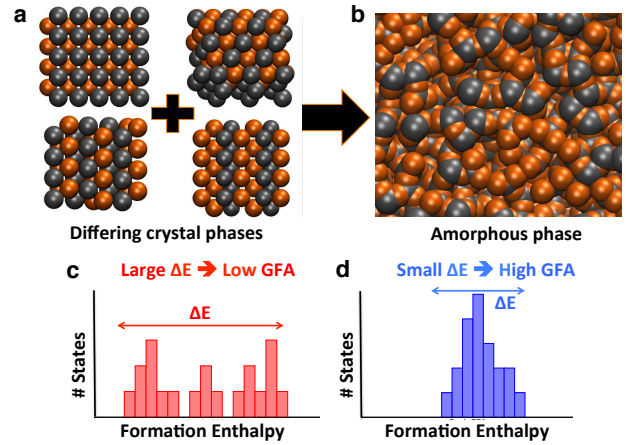 a
b
Differing crystal phases
Amorphous phase
c
Large ΔE ➔ Low GFA
ΔE
# States
Formation Enthalpy
d
Small ΔE ➔ High GFA
ΔE
# States
Formation Enthalpy